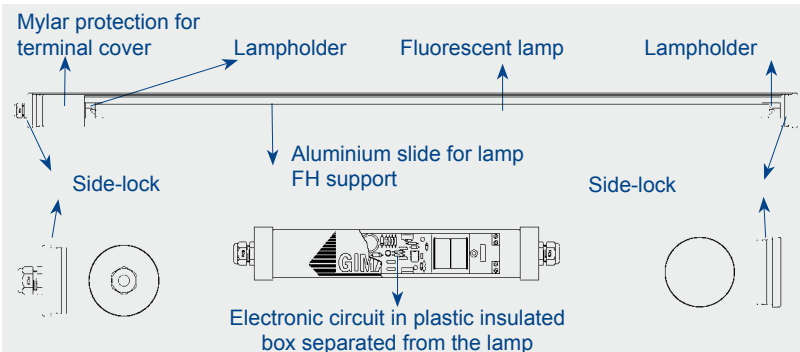 Mylar protection for
terminal cover
Lampholder
Fluorescent lamp
Lampholder
Aluminium slide for lamp
FH support
Side-lock
Side-lock
Electronic circuit in plastic insulated
box separated from the lamp